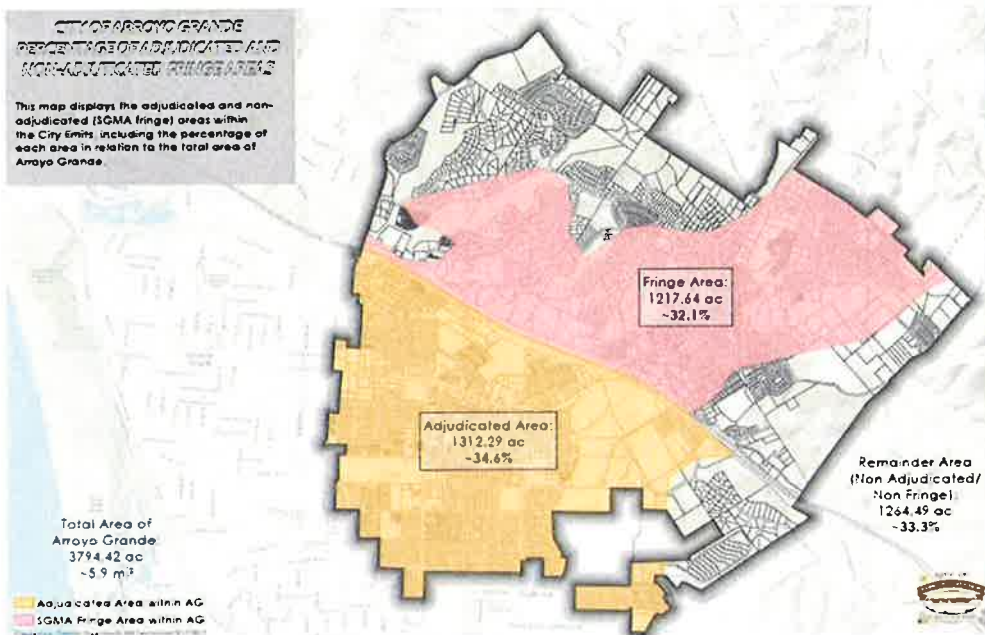 CITY OF ARROYO GRANDE
PERCENTAGE OF ADJUDICATED AND
NON-ADJUTICATED FRINGE AREAS
This map displays the adjudicated and non-
adjudicated (SGMA fringe) areas within
the City limits, including the percentage of
each area in relation to the total area of
Arroyo Grande.
Fringe Area:
1217.64 ac
~32.1%
Adjudicated Area:
1312.29 ac
~34.6%
Remainder Area
(Non Adjudicated/
Non Fringe)
1264.49 ac
~33.3%
Total Area of
Arroyo Grande
3794.42 ac
~5.9 mi²
Adjudicated Area within AG
SGMA Fringe Area within AG